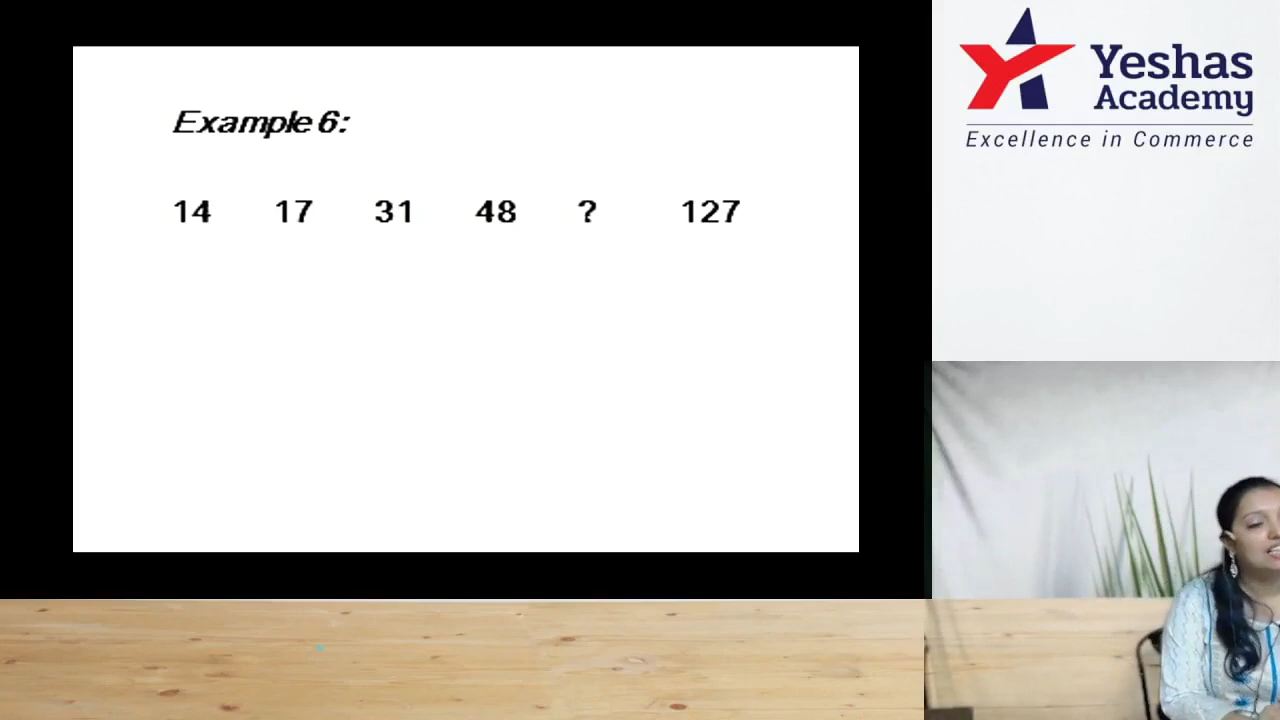 Example 6:
14 17 31 48 ? 127
Yeshas
Academy
Excellence in Commerce